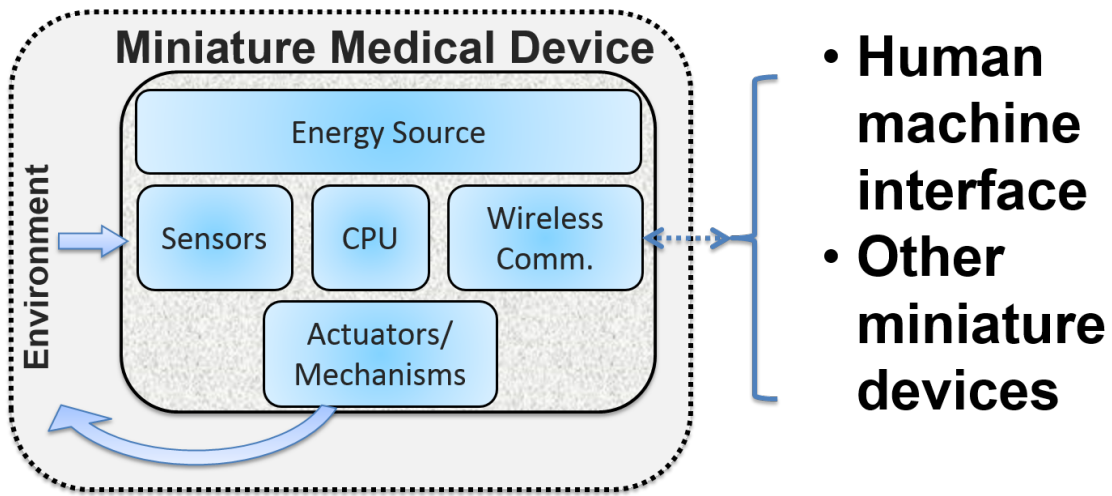 Miniature Medical Device
Energy Source
Environment
Sensors
CPU
Wireless
Comm.
Actuators/
Mechanisms
• Human
machine
interface
• Other
miniature
devices